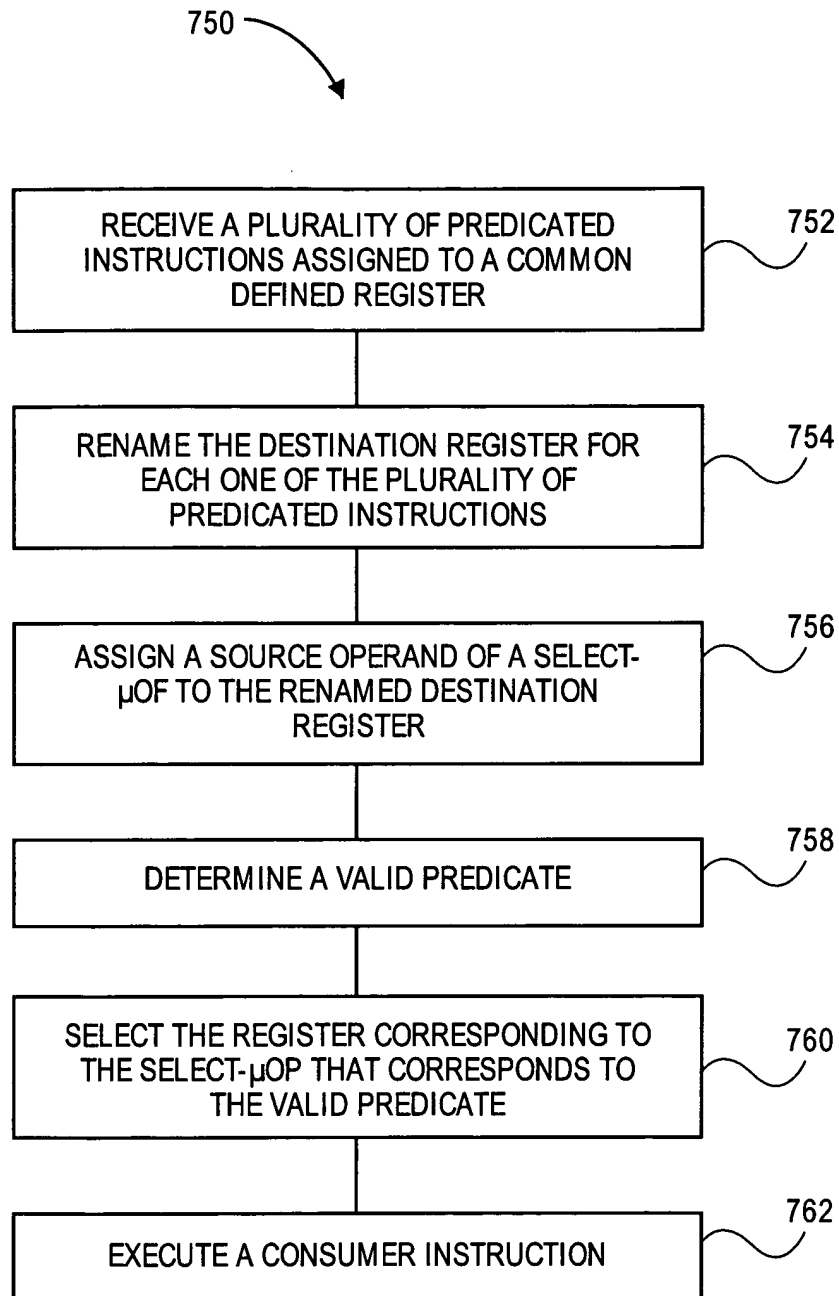 750
RECEIVE A PLURALITY OF PREDICATED
INSTRUCTIONS ASSIGNED TO A COMMON
DEFINED REGISTER
752
RENAME THE DESTINATION REGISTER FOR
EACH ONE OF THE PLURALITY OF
PREDICATED INSTRUCTIONS
754
ASSIGN A SOURCE OPERAND OF A SELECT-
µOF TO THE RENAMED DESTINATION
REGISTER
756
DETERMINE A VALID PREDICATE
758
SELECT THE REGISTER CORRESPONDING TO
THE SELECT-µOP THAT CORRESPONDS TO
THE VALID PREDICATE
760
EXECUTE A CONSUMER INSTRUCTION
762